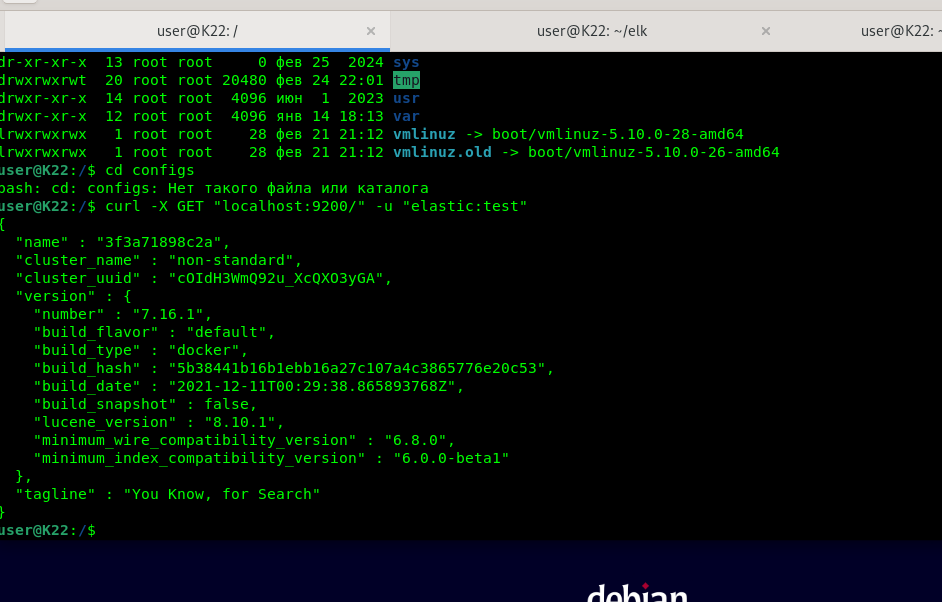 user@K22: /
user@K22: ~/elk
user@K22: ~
dr-xr-xr-x 13 root root 0 фев 25 2024 sys
drwxrwxrwt 20 root root 20480 фев 24 22:01 tmp
drwxr-xr-x 14 root root 4096 июн 1 2023 usr
drwxr-xr-x 12 root root 4096 янв 14 18:13 var
lrwxrwxrwx 1 root root 28 фев 21 21:12 vmlinuz -> boot/vmlinuz-5.10.0-28-amd64
lrwxrwxrwx 1 root root 28 фев 21 21:12 vmlinuz.old -> boot/vmlinuz-5.10.0-26-amd64
user@K22:/$ cd configs
bash: cd: configs: Нет такого файла или каталога
user@K22:/$ curl -X GET "localhost:9200/" -u "elastic:test"
{
"name" : "3f3a71898c2a",
"cluster_name" : "non-standard",
"cluster_uuid" : "cOIdH3WmQ92u_XcQXO3yGA",
"version" : {
"number" : "7.16.1",
"build_flavor" : "default",
"build_type" : "docker",
"build_hash" : "5b38441b16b1ebb16a27c107a4c3865776e20c53",
"build_date" : "2021-12-11T00:29:38.865893768Z",
"build_snapshot" : false,
"lucene_version" : "8.10.1",
"minimum_wire_compatibility_version" : "6.8.0",
"minimum_index_compatibility_version" : "6.0.0-beta1"
},
"tagline" : "You Know, for Search"
}
user@K22:/$
debian